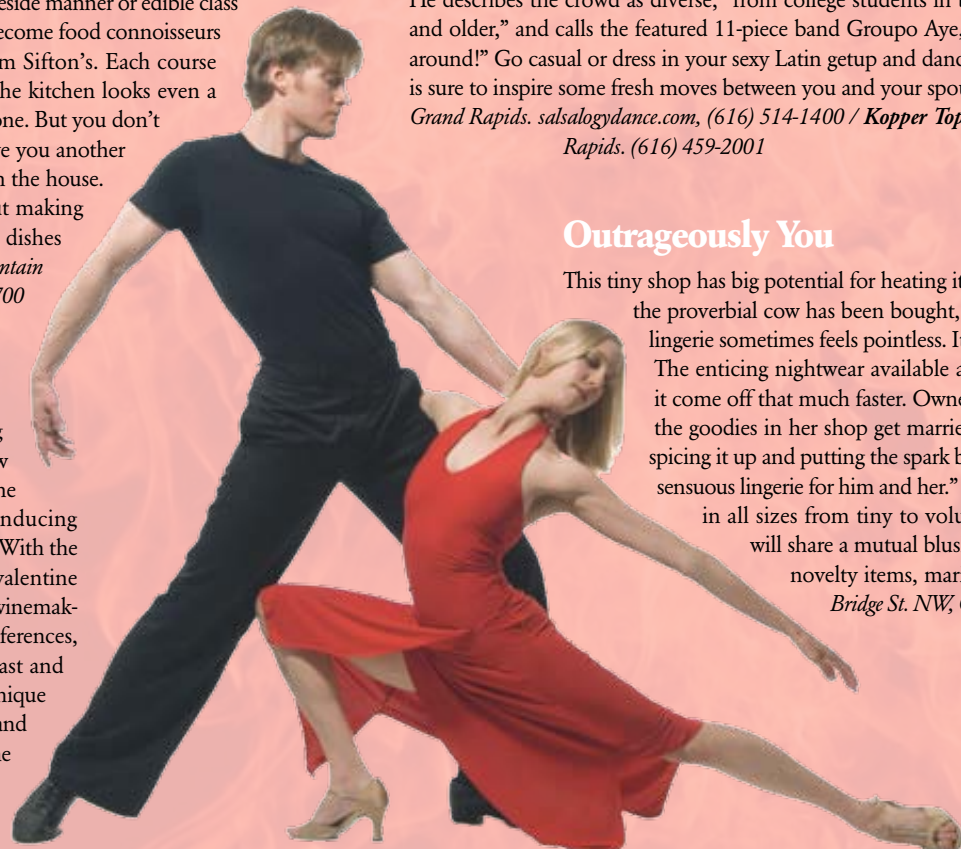 eside manner or edible class
ecome food connoisseurs
m Sifton's. Each course
he kitchen looks even a
one. But you don't
ve you another
n the house.
ut making
dishes
ntain
700
g
w
ne
nducing
With the
valentine
winemak-
ferences,
ast and
nique
and
ne
He describes the crowd as diverse, "from college students in
and older," and calls the featured 11-piece band Groupo Aye,
around!" Go casual or dress in your sexy Latin getup and danc
is sure to inspire some fresh moves between you and your spou
Grand Rapids. salsalogydance.com, (616) 514-1400 / Kopper Top
Rapids. (616) 459-2001
Outrageously You
This tiny shop has big potential for heating it
the proverbial cow has been bought,
lingerie sometimes feels pointless. I
The enticing nightwear available a
it come off that much faster. Owne
the goodies in her shop get marrie
spicing it up and putting the spark b
sensuous lingerie for him and her."
in all sizes from tiny to volu
will share a mutual blus
novelty items, mar
Bridge St. NW,